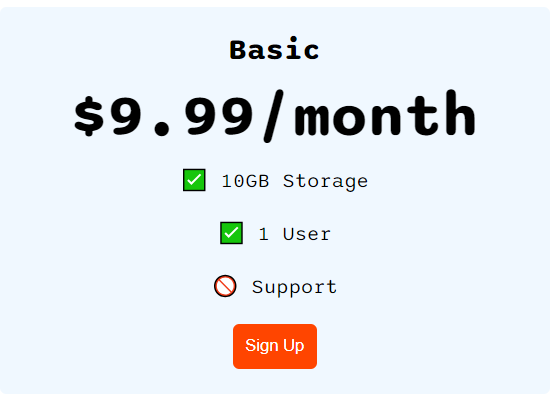 Basic
$9.99/month
✅ 10GB Storage
✅ 1 User
🚫 Support
Sign Up